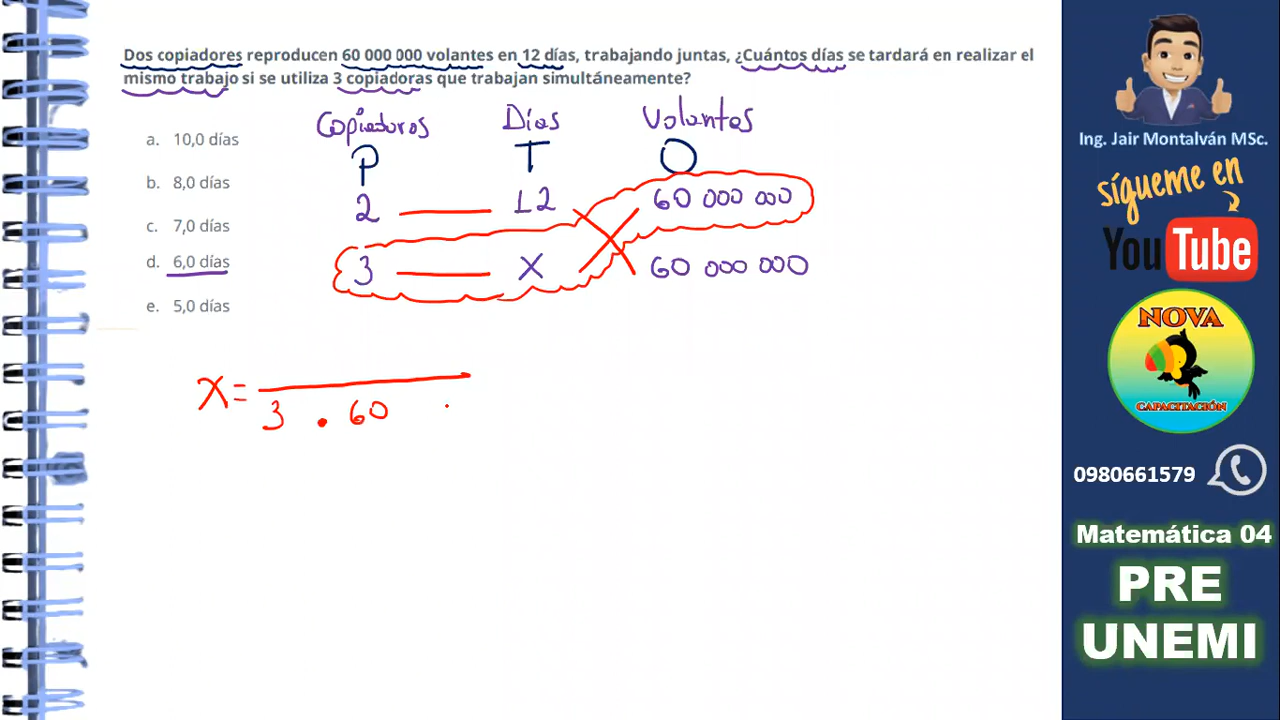 Dos copiadores reproducen 60 000 000 volantes en 12 días, trabajando juntas, ¿Cuántos días se tardará en realizar el
mismo trabajo si se utiliza 3 copiadoras que trabajan simultáneamente?
a. 10,0 días
b. 8,0 días
c. 7,0 días
d. 6,0 días
e. 5,0 días
Copiadoras Días Volantes
P T O
2 12 60 000 000
3 X 60 000 000
X =
3 . 60 .
Ing. Jair Montalván MSc.
sígueme en
YouTube
NOVA
CAPACITACIÓN
0980661579
Matemática 04
PRE
UNEMI